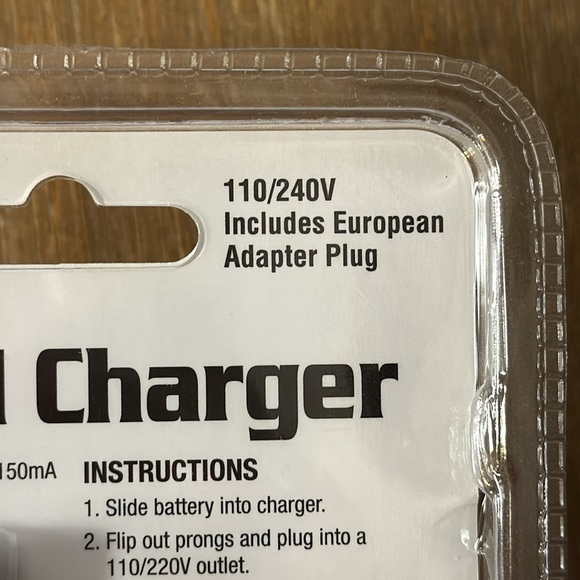 110/240V
Includes European
Adapter Plug
Charger
150mA
INSTRUCTIONS
1. Slide battery into charger.
2. Flip out prongs and plug into a
110/220V outlet.